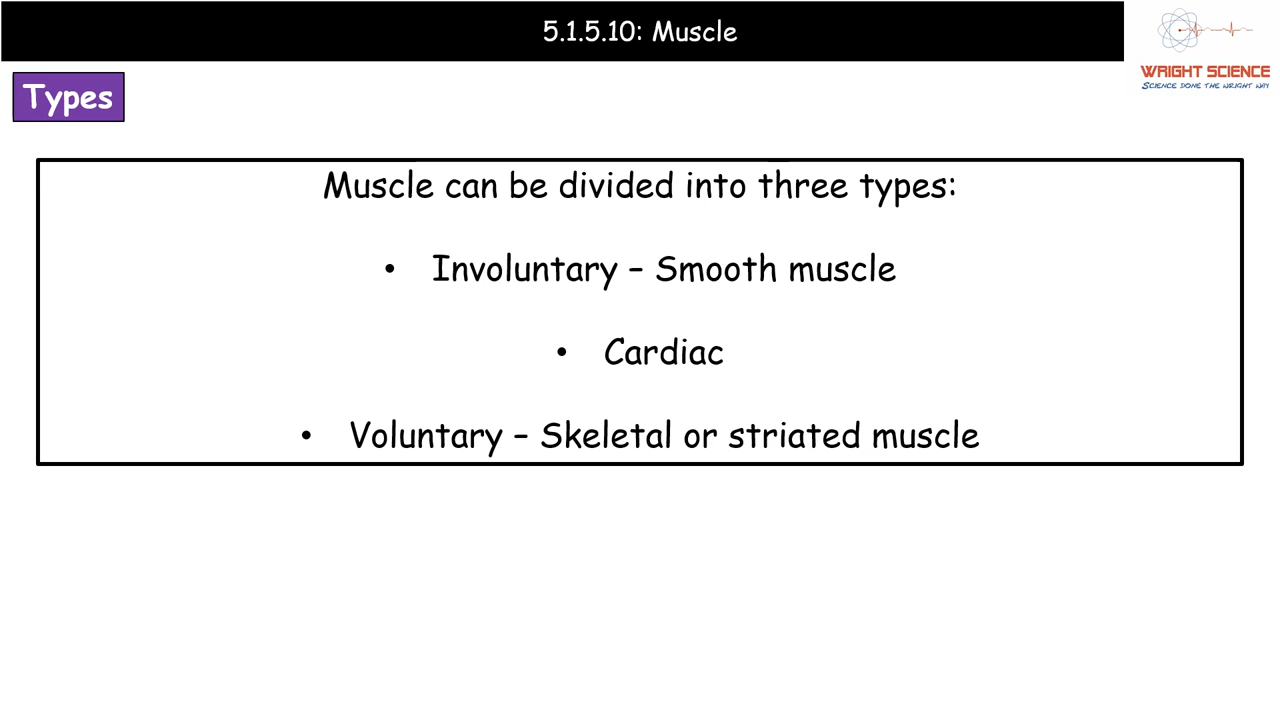 5.1.5.10: Muscle
WRIGHT SCIENCE
SCIENCE DONE THE WRIGHT WAY
Types
Muscle can be divided into three types:
• Involuntary – Smooth muscle
• Cardiac
• Voluntary – Skeletal or striated muscle